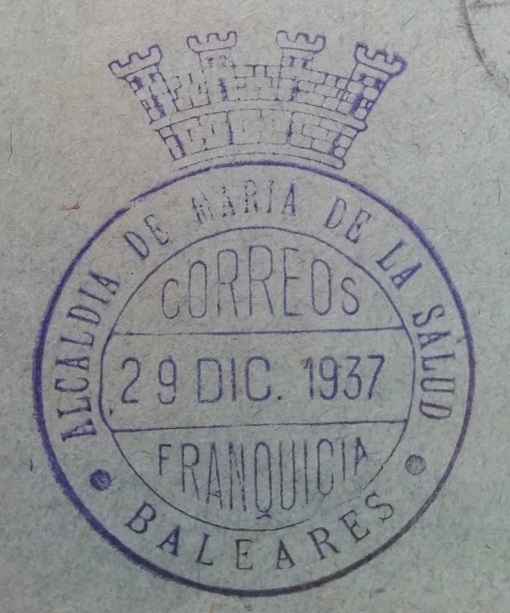 ALCALDIA DE MARIA DE LA SALUD
CORREOS
29 DIC. 1937
FRANQUICIA
BALEARES